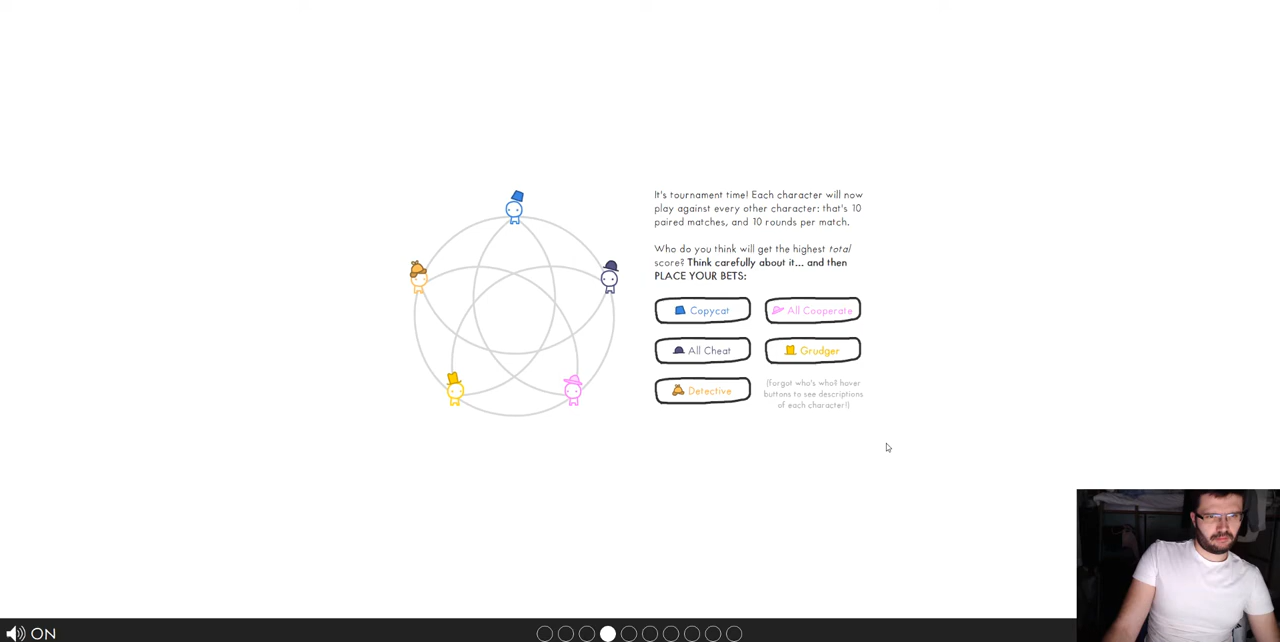 It's tournament time! Each character will now
play against every other character: that's 10
paired matches, and 10 rounds per match.
Who do you think will get the highest total
score? Think carefully about it... and then
PLACE YOUR BETS:
Copycat
All Cooperate
All Cheat
Grudger
Detective
(forgot who's who? hover
buttons to see descriptions
of each character!)
ON